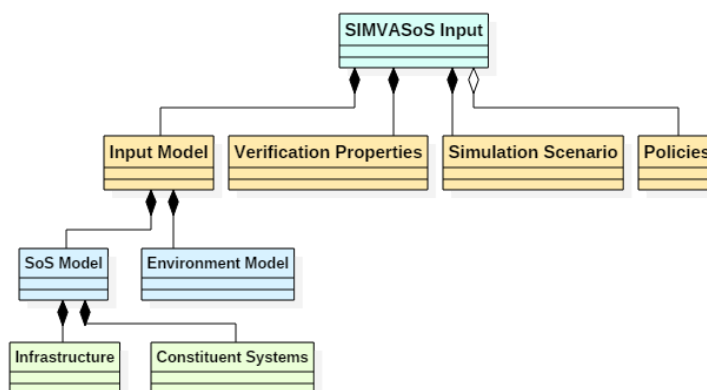 SIMVASoS Input
Input Model
Verification Properties
Simulation Scenario
Policies
SoS Model
Environment Model
Infrastructure
Constituent Systems